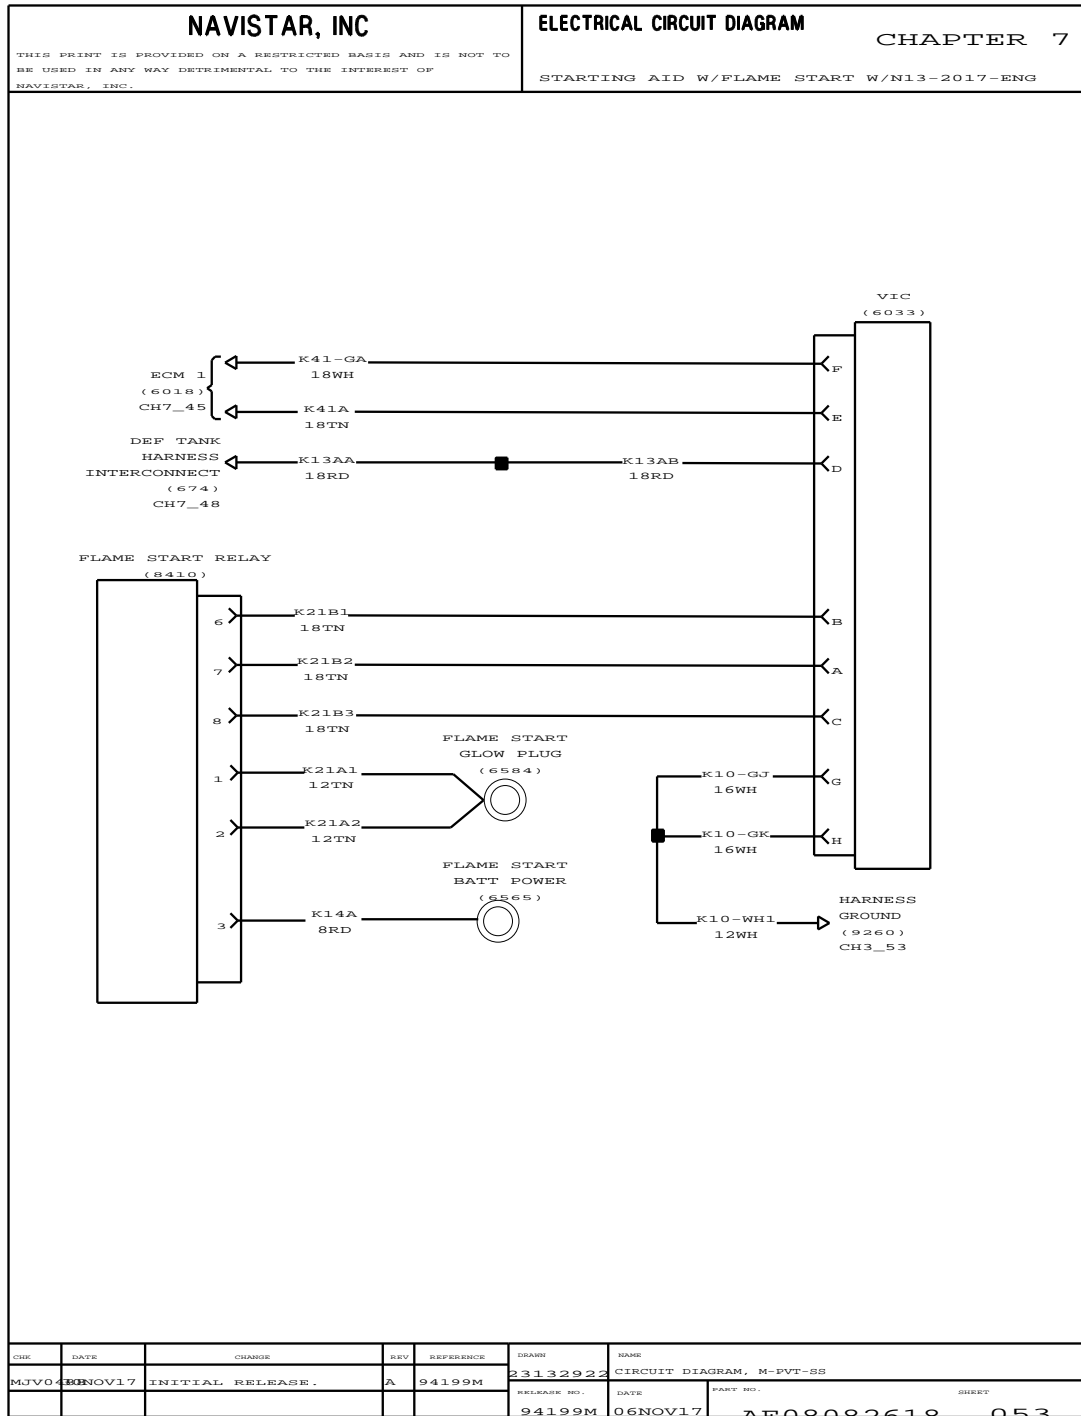 NAVISTAR, INC
THIS PRINT IS PROVIDED ON A RESTRICTED BASIS AND IS NOT TO
BE USED IN ANY WAY DETRIMENTAL TO THE INTEREST OF
NAVISTAR, INC.
ELECTRICAL CIRCUIT DIAGRAM
CHAPTER 7
STARTING AID W/FLAME START W/N13-2017-ENG
VIC
(6033)
K41-GA
18WH
F
ECM 1
(6018)
CH7_45
K41A
18TN
E
DEF TANK
HARNESS
INTERCONNECT
(674)
CH7_48
K13AA
18RD
K13AB
18RD
D
FLAME START RELAY
(8410)
6
K21B1
18TN
B
7
K21B2
18TN
A
8
K21B3
18TN
C
FLAME START
GLOW PLUG
(6584)
1
K21A1
12TN
K10-GJ
16WH
G
2
K21A2
12TN
K10-GK
16WH
H
FLAME START
BATT POWER
(6565)
3
K14A
8RD
K10-WH1
12WH
HARNESS
GROUND
(9260)
CH3_53
CHK DATE CHANGE REV REFERENCE
INITIAL RELEASE. A 94199M
DRAWN
23132922
NAME
CIRCUIT DIAGRAM, M-PVT-SS
RELEASE NO.
94199M
DATE
06NOV17
PART NO.
AF08082618
SHEET
053